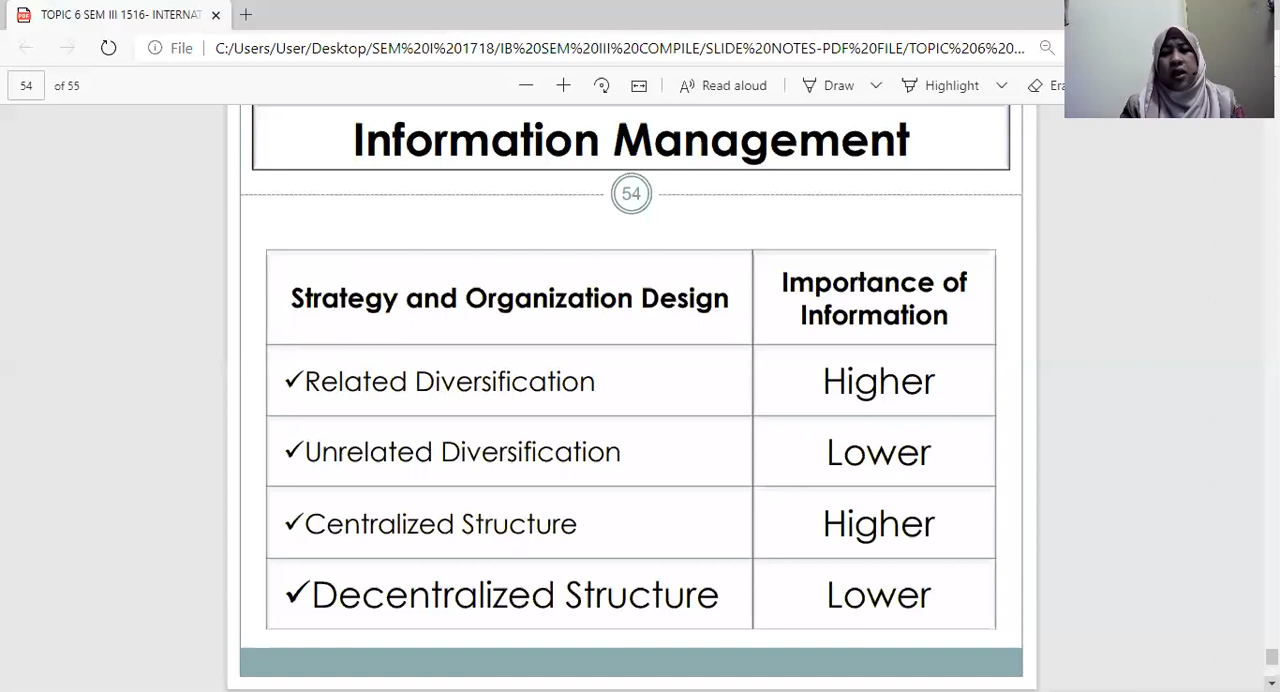 TOPIC 6 SEM III 1516- INTERNAT
File
C:/Users/User/Desktop/SEM%20I%201718/IB%20SEM%20III%20COMPILE/SLIDE%20NOTES-PDF%20FILE/TOPIC%206%20...
54 of 55
Read aloud
Draw
Highlight
Era
Information Management
54
Strategy and Organization Design
Importance of
Information
✓Related Diversification
Higher
✓Unrelated Diversification
Lower
✓Centralized Structure
Higher
✓Decentralized Structure
Lower